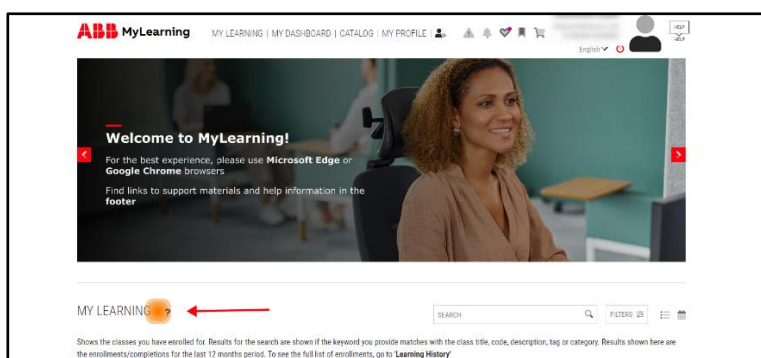 ABB MyLearning MY LEARNING | MY DASHBOARD | CATALOG | MY PROFILE |
HELP
HELP
English
Welcome to MyLearning!
For the best experience, please use Microsoft Edge or
Google Chrome browsers
Find links to support materials and help information in the
footer
MY LEARNING ?
SEARCH
FILTERS
Shows the classes you have enrolled for. Results for the search are shown if the keyword you provide matches with the class title, code, description, tag or category. Results shown here are
the enrollments/completions for the last 12 months period. To see the full list of enrollments, go to 'Learning History'